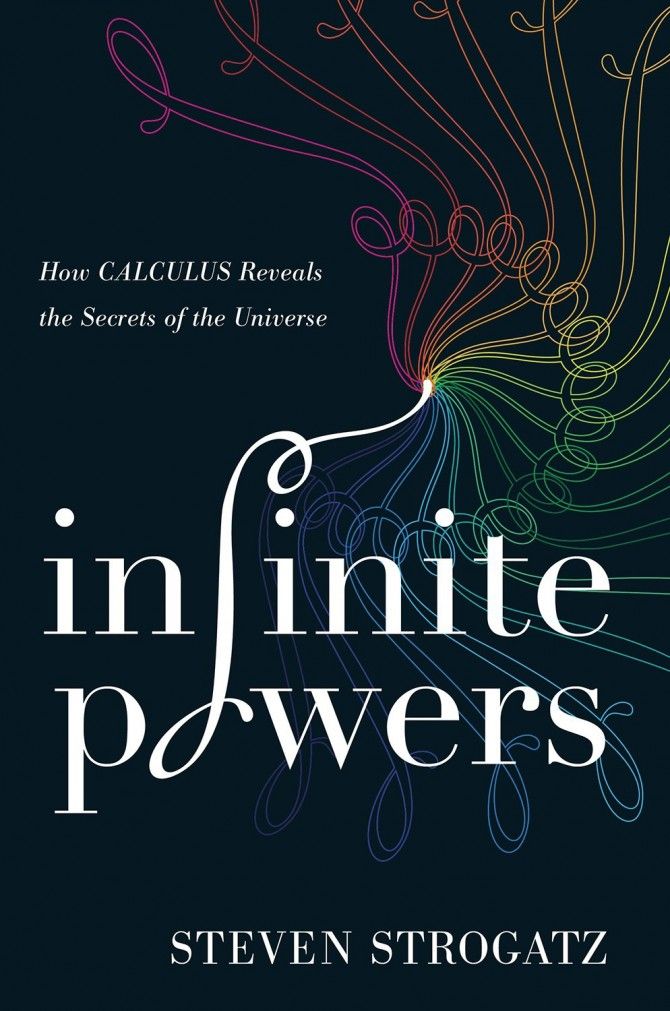 How CALCULUS Reveals
the Secrets of the Universe
infinite
powers
STEVEN STROGATZ